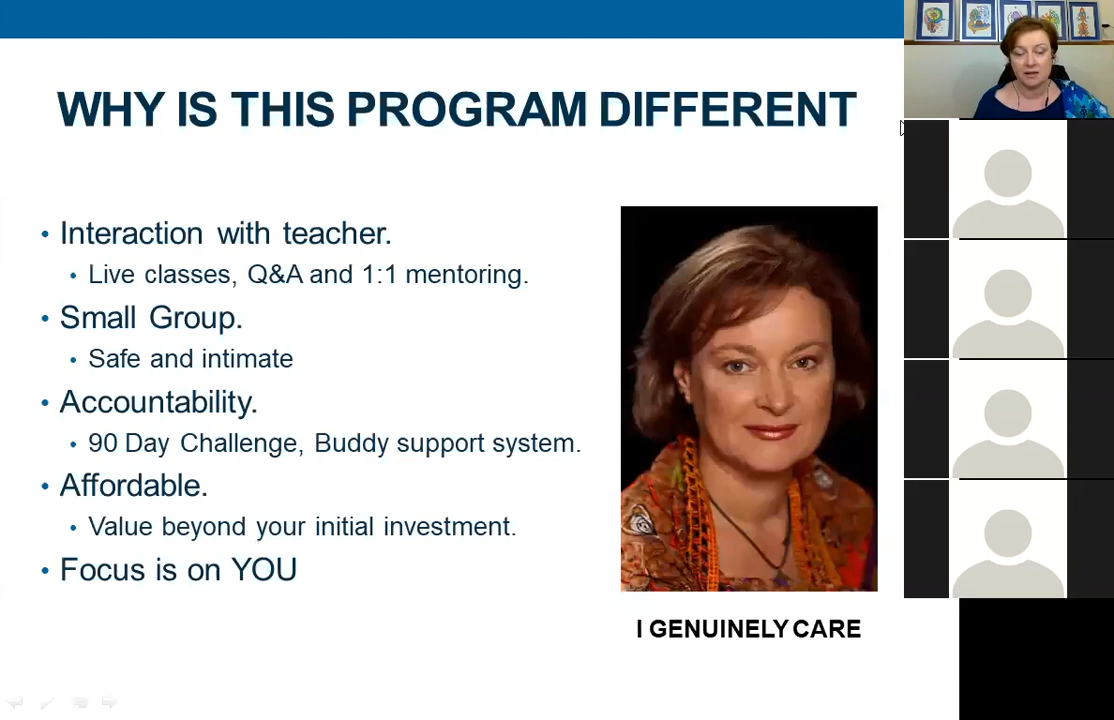 WHY IS THIS PROGRAM DIFFERENT
• Interaction with teacher.
• Live classes, Q&A and 1:1 mentoring.
• Small Group.
• Safe and intimate
• Accountability.
• 90 Day Challenge, Buddy support system.
• Affordable.
• Value beyond your initial investment.
• Focus is on YOU
I GENUINELY CARE